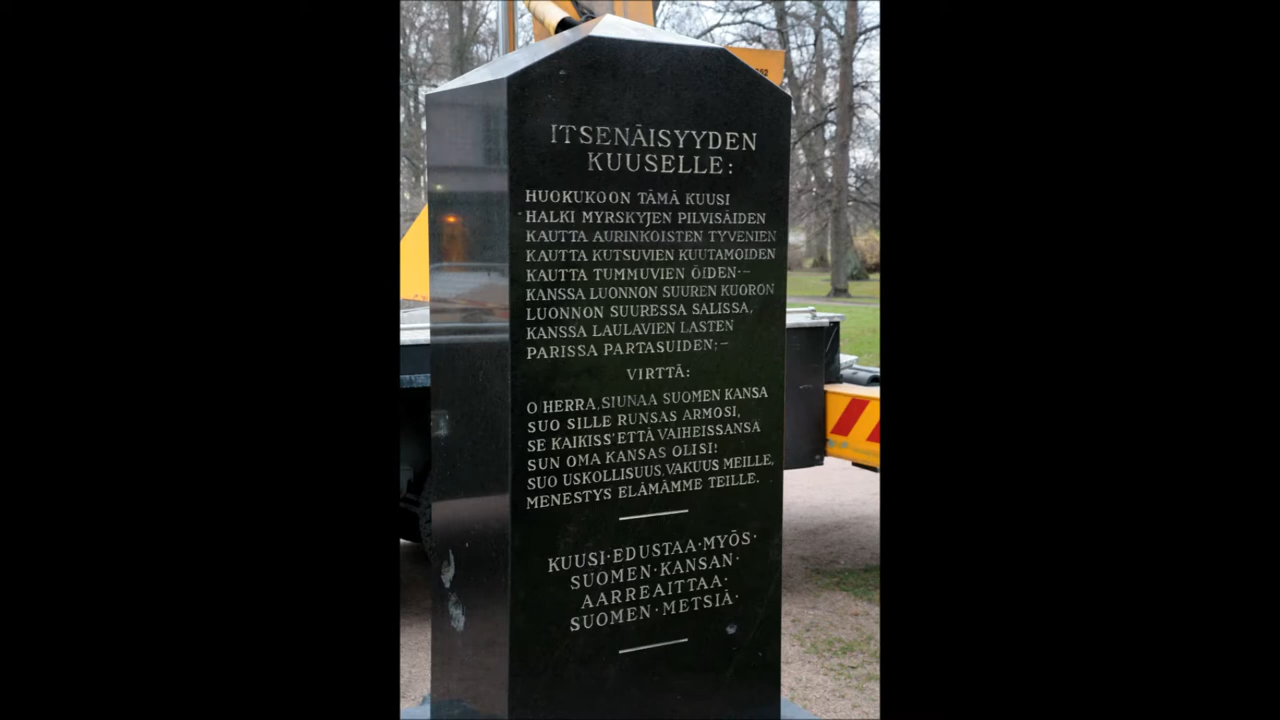 ITSENÄISYYDEN
KUUSELLE:
HUOKUKOON TÄMÄ KUUSI
HALKI MYRSKYJEN PILVISÄIDEN
KAUTTA AURINKOISTEN TYVENIEN
KAUTTA KUTSUVIEN KUUTAMOIDEN
KAUTTA TUMMUVIEN ÖIDEN·–
KANSSA LUONNON SUUREN KUORON
LUONNON SUURESSA SALISSA,
KANSSA LAULAVIEN LASTEN
PARISSA PARTASUIDEN;–
VIRTTÄ:
O HERRA, SIUNAA SUOMEN KANSA
SUO SILLE RUNSAS ARMOSI,
SE KAIKISS' ETTÄ VAIHEISSANSA
SUN OMA KANSAS OLISI!
SUO USKOLLISUUS, VAKUUS MEILLE,
MENESTYS ELÄMÄMME TEILLE.
KUUSI·EDUSTAA·MYÖS·
SUOMEN·KANSAN·
AARREAITTAA·
SUOMEN·METSIÄ·